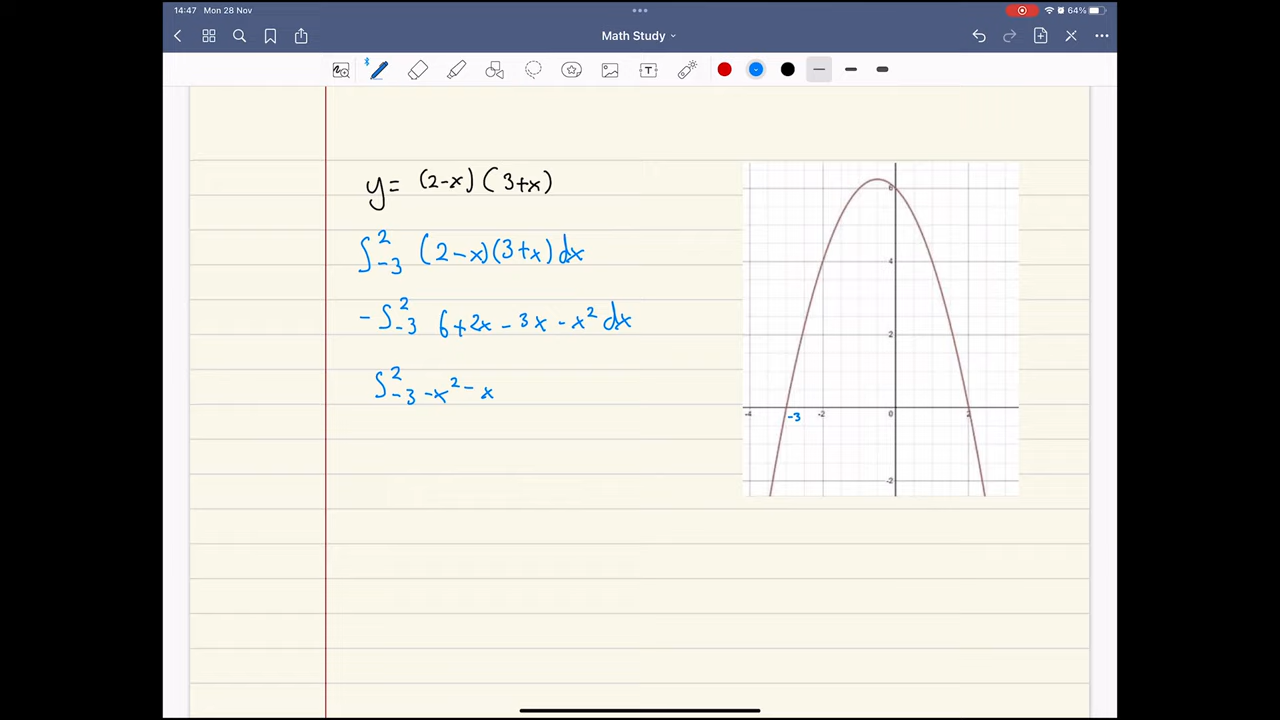 14:47 Mon 28 Nov
64%
Math Study
y= (2-x) (3+x)
∫²₋₃ (2-x)(3+x) dx
- ∫²₋₃ 6+2x-3x-x² dx
∫²₋₃ -x²-x
6
4
2
-4 -3 -2 0 2
-2